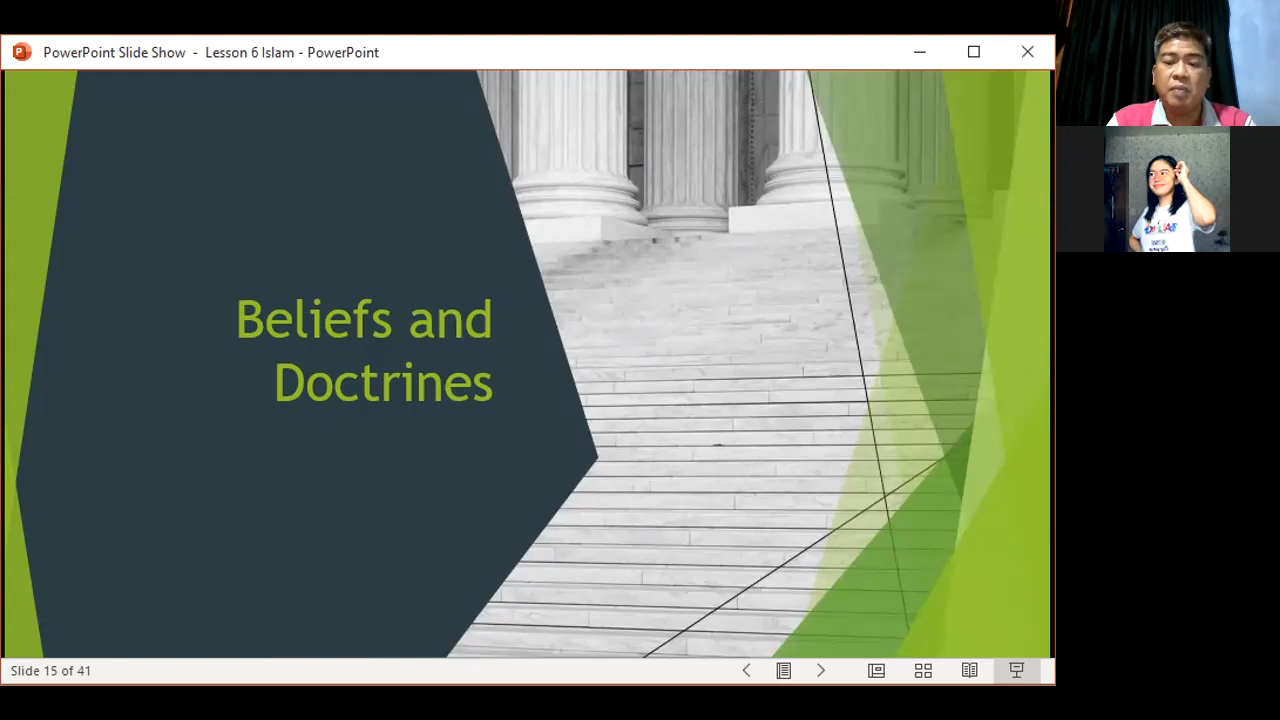 PowerPoint Slide Show - Lesson 6 Islam - PowerPoint
Beliefs and
Doctrines
Slide 15 of 41